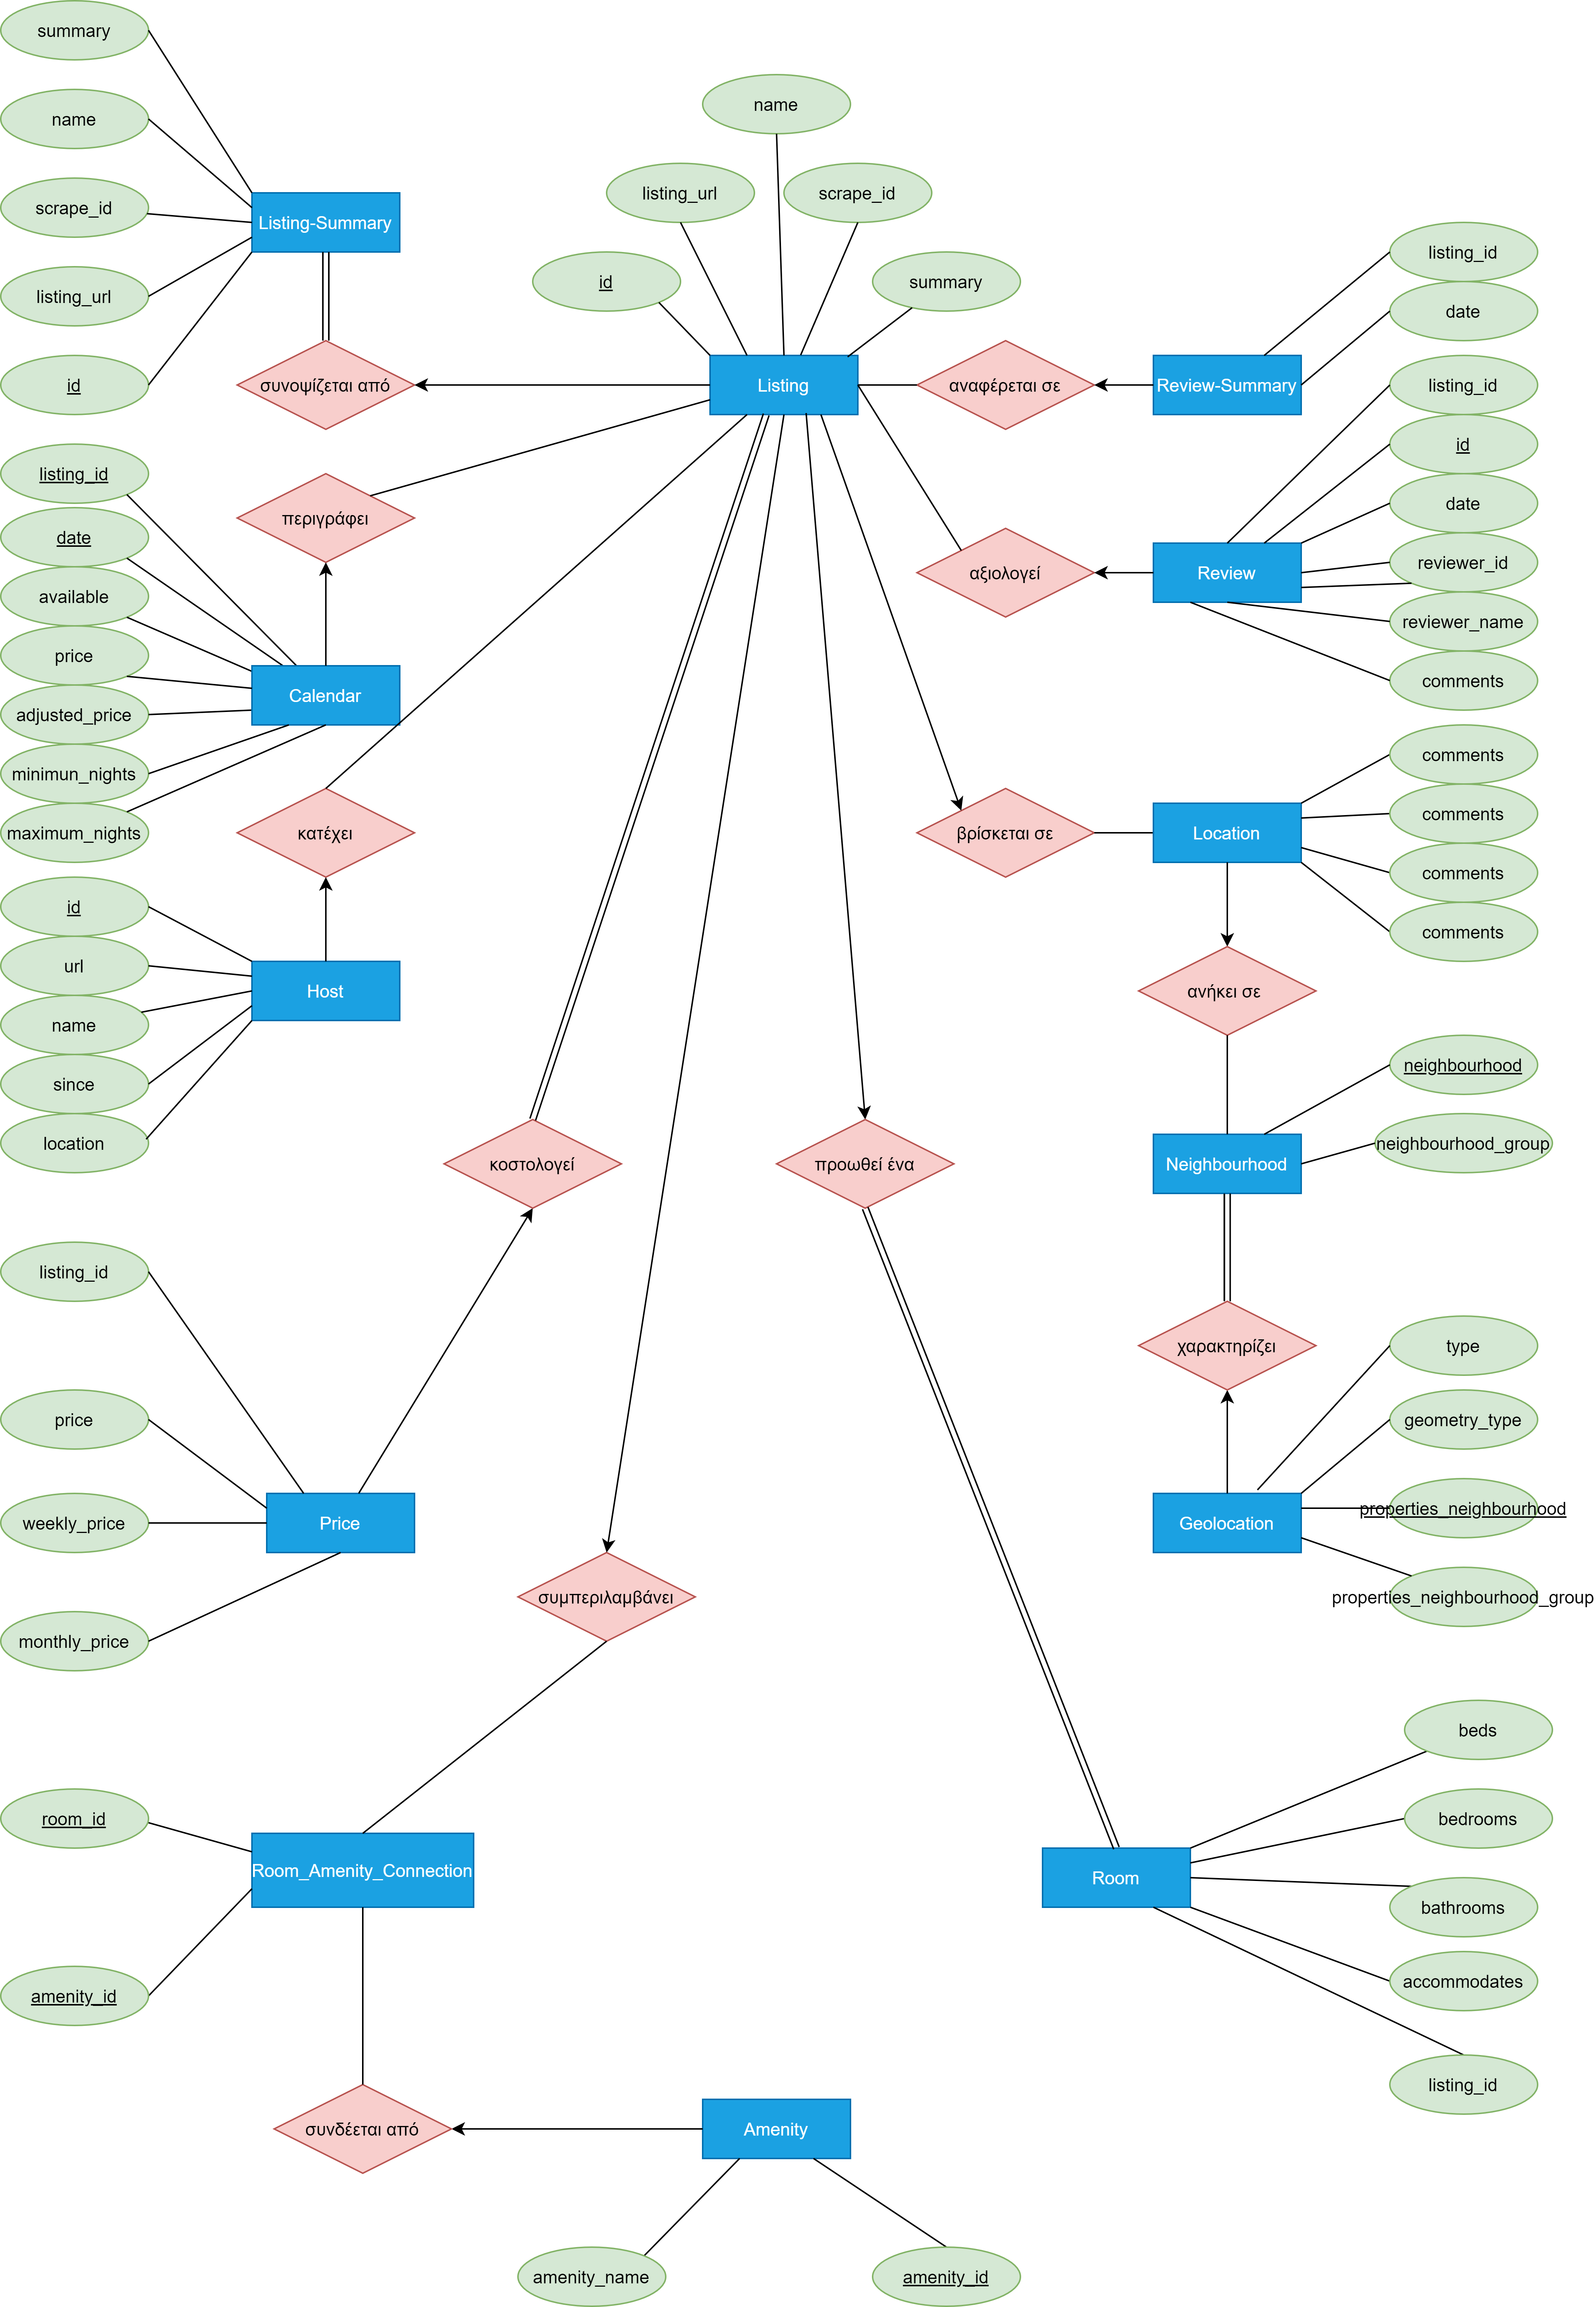 summary
name
scrape_id
listing_url
id
Listing-Summary
συνοψίζεται από
name
listing_url
scrape_id
id
summary
Listing
αναφέρεται σε
Review-Summary
listing_id
date
listing_id
id
date
reviewer_id
reviewer_name
comments
Review
αξιολογεί
περιγράφει
listing_id
date
available
price
adjusted_price
minimun_nights
maximum_nights
Calendar
κατέχει
id
url
name
since
location
Host
βρίσκεται σε
Location
comments
comments
comments
comments
ανήκει σε
neighbourhood
neighbourhood_group
Neighbourhood
κοστολογεί
προωθεί ένα
χαρακτηρίζει
type
geometry_type
properties_neighbourhood
properties_neighbourhood_group
Geolocation
listing_id
price
weekly_price
monthly_price
Price
συμπεριλαμβάνει
room_id
amenity_id
Room_Amenity_Connection
Room
beds
bedrooms
bathrooms
accommodates
listing_id
συνδέεται από
Amenity
amenity_name
amenity_id